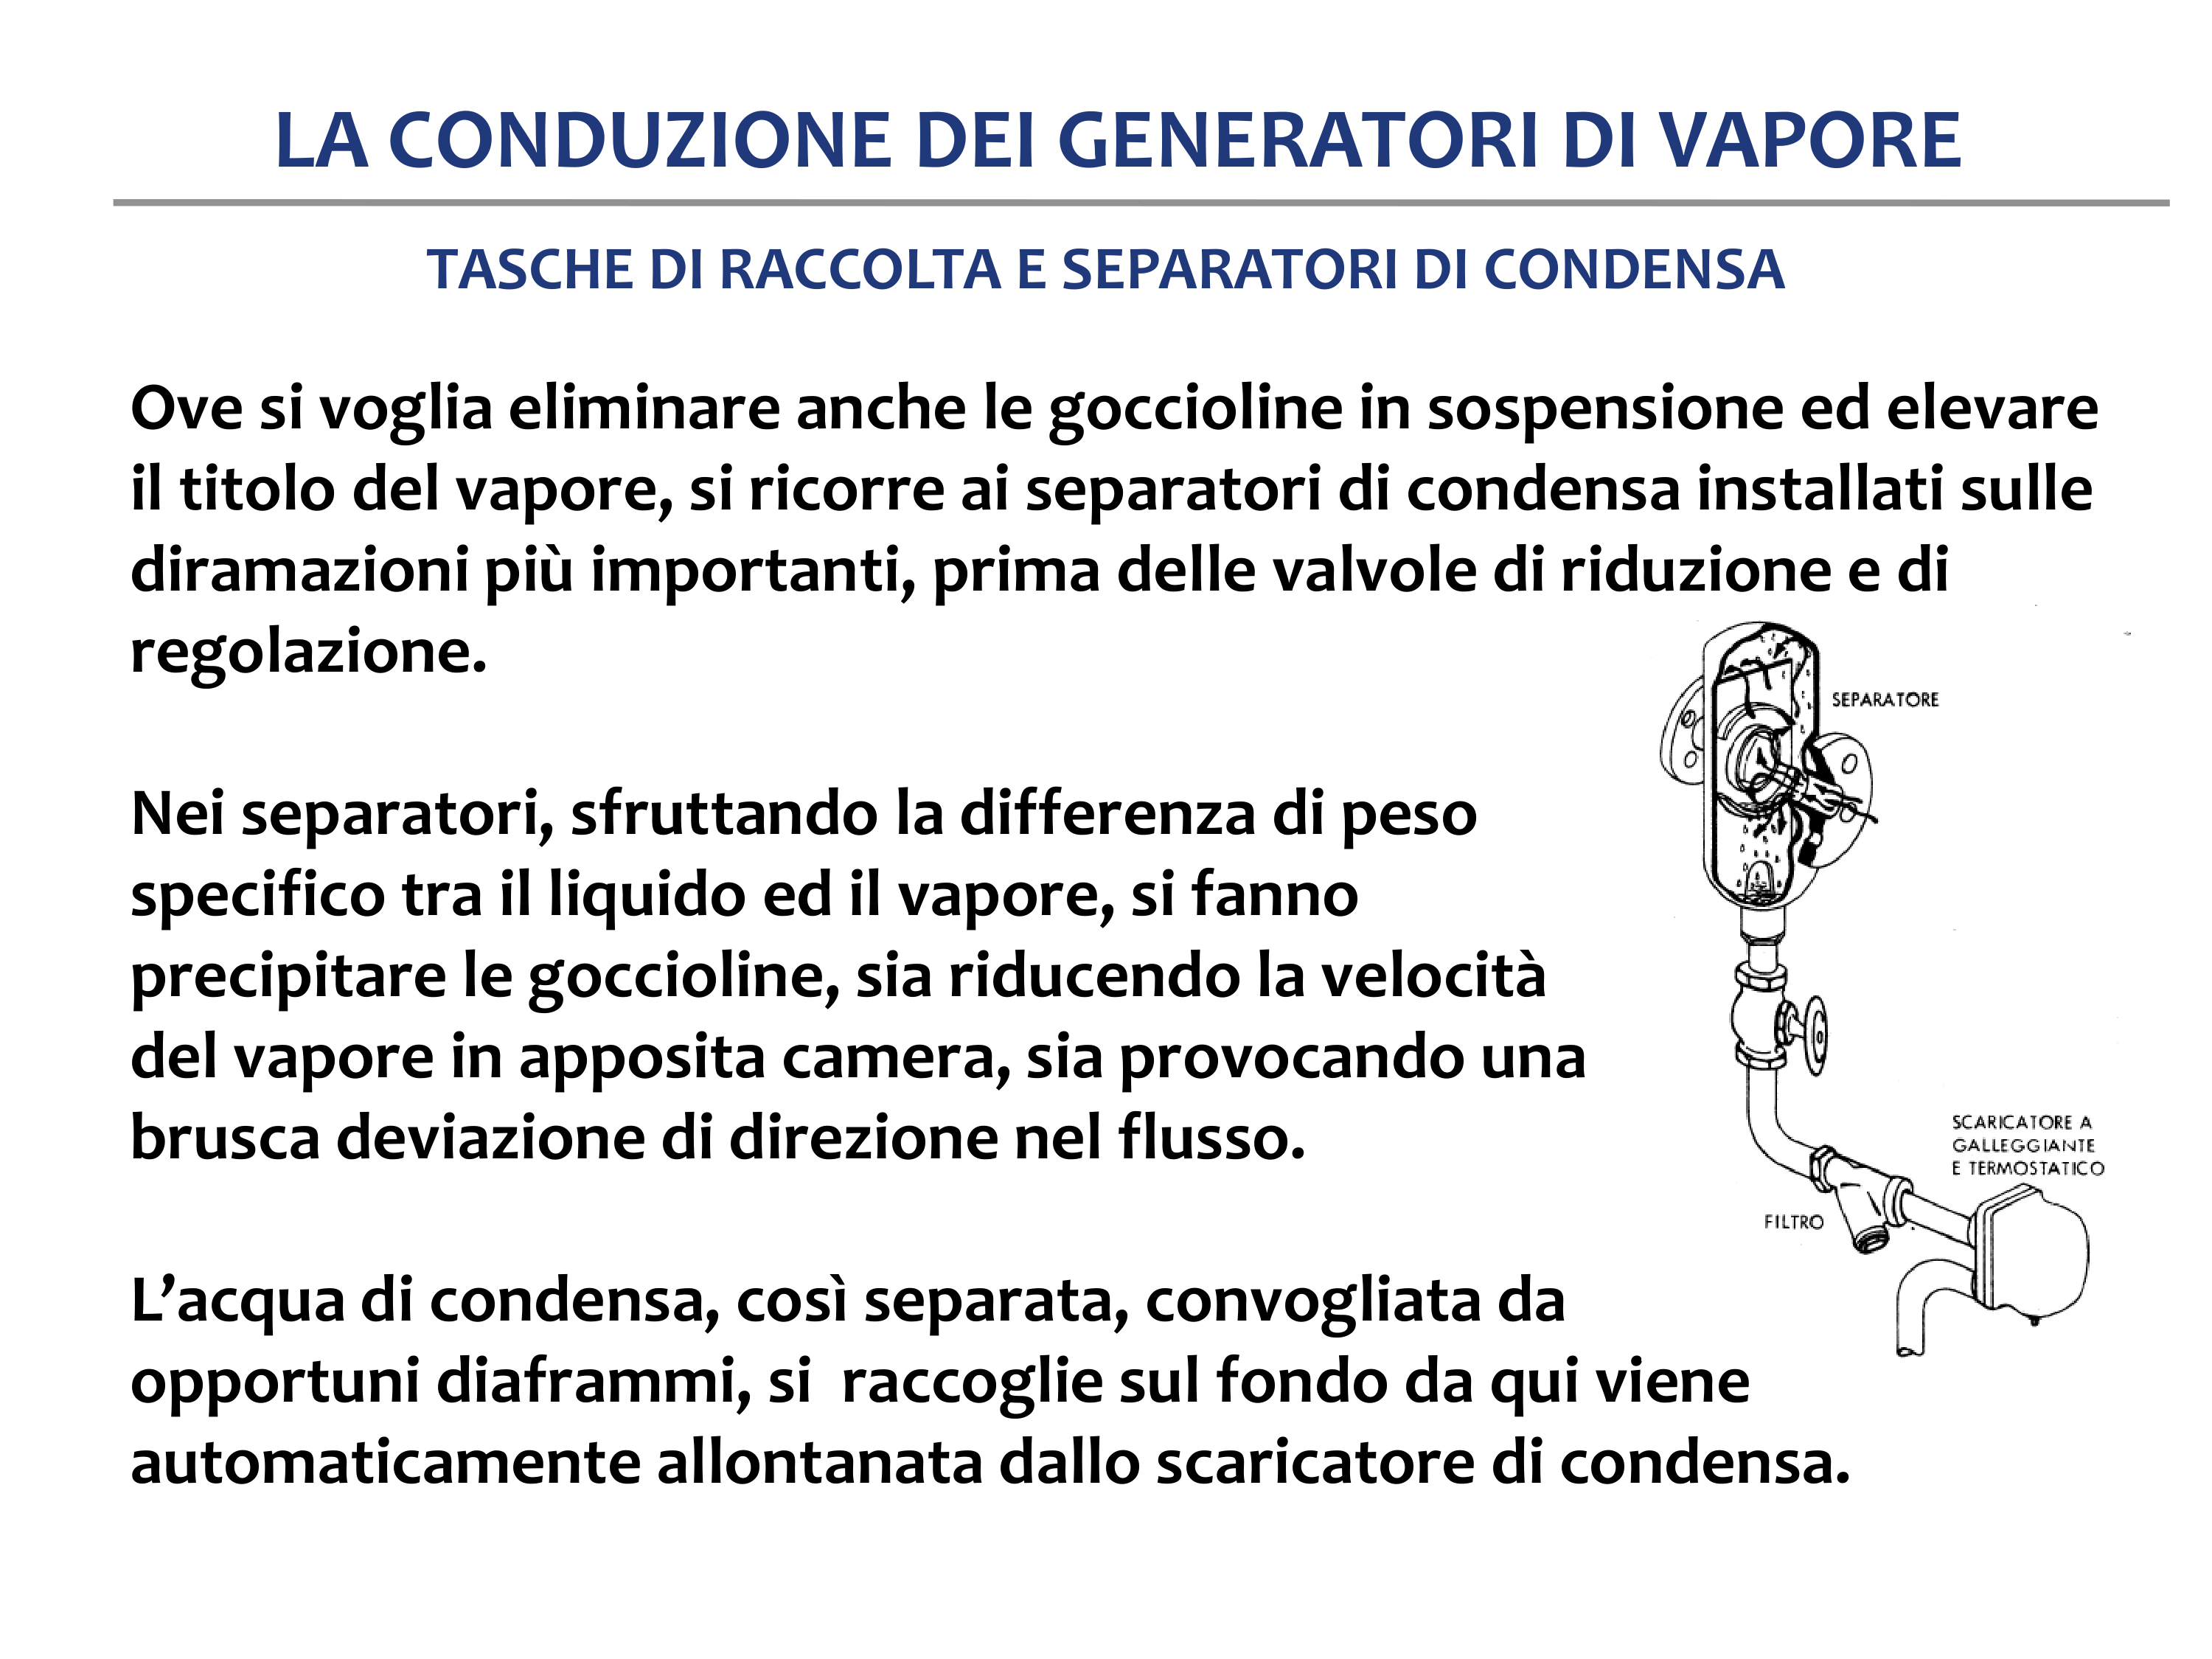 LA CONDUZIONE DEI GENERATORI DI VAPORE
TASCHE DI RACCOLTA E SEPARATORI DI CONDENSA
Ove si voglia eliminare anche le goccioline in sospensione ed elevare
il titolo del vapore, si ricorre ai separatori di condensa installati sulle
diramazioni più importanti, prima delle valvole di riduzione e di
regolazione.
SEPARATORE
Nei separatori, sfruttando la differenza di peso
specifico tra il liquido ed il vapore, si fanno
precipitare le goccioline, sia riducendo la velocità
del vapore in apposita camera, sia provocando una
brusca deviazione di direzione nel flusso.
SCARICATORE A
GALLEGGIANTE
E TERMOSTATICO
FILTRO
L’acqua di condensa, così separata, convogliata da
opportuni diaframmi, si  raccoglie sul fondo da qui viene
automaticamente allontanata dallo scaricatore di condensa.